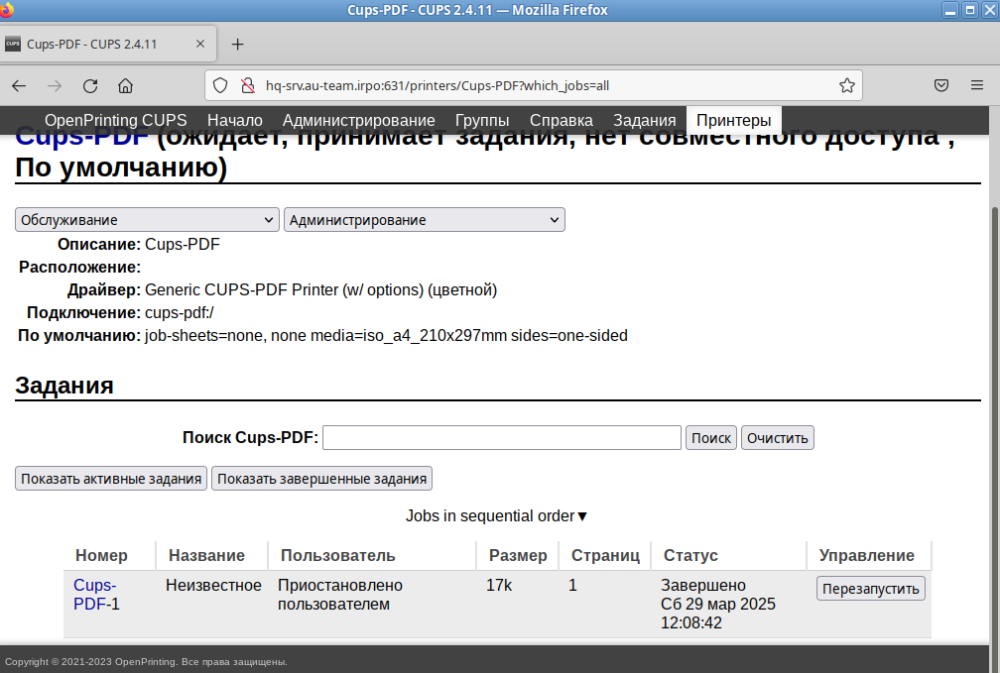 Cups-PDF - CUPS 2.4.11 — Mozilla Firefox
CUPS Cups-PDF - CUPS 2.4.11
hq-srv.au-team.irpo:631/printers/Cups-PDF?which_jobs=all
OpenPrinting CUPS Начало Администрирование Группы Справка Задания Принтеры
Cups-PDF (ожидает, принимает задания, нет совместного доступа ,
По умолчанию)
Обслуживание Администрирование
Описание: Cups-PDF
Расположение:
Драйвер: Generic CUPS-PDF Printer (w/ options) (цветной)
Подключение: cups-pdf:/
По умолчанию: job-sheets=none, none media=iso_a4_210x297mm sides=one-sided
Задания
Поиск Cups-PDF: Поиск Очистить
Показать активные задания Показать завершенные задания
Jobs in sequential order▼
Номер Название Пользователь Размер Страниц Статус Управление
Cups- Неизвестное Приостановлено 17k 1 Завершено Перезапустить
PDF-1 пользователем Сб 29 мар 2025
12:08:42
Copyright © 2021-2023 OpenPrinting. Все права защищены.